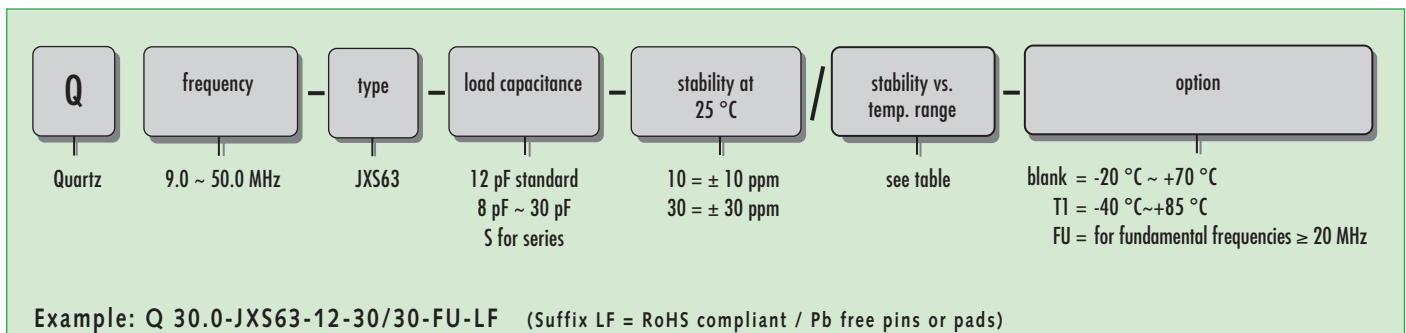 Q
frequency – type – load capacitance – stability at 25 °C / stability vs. temp. range – option
Quartz
9.0 ~ 50.0 MHz
JXS63
12 pF standard
8 pF ~ 30 pF
S for series
10 = ± 10 ppm
30 = ± 30 ppm
see table
blank = -20 °C ~ +70 °C
T1 = -40 °C~+85 °C
FU = for fundamental frequencies ≥ 20 MHz
Example: Q 30.0-JXS63-12-30/30-FU-LF (Suffix LF = RoHS compliant / Pb free pins or pads)